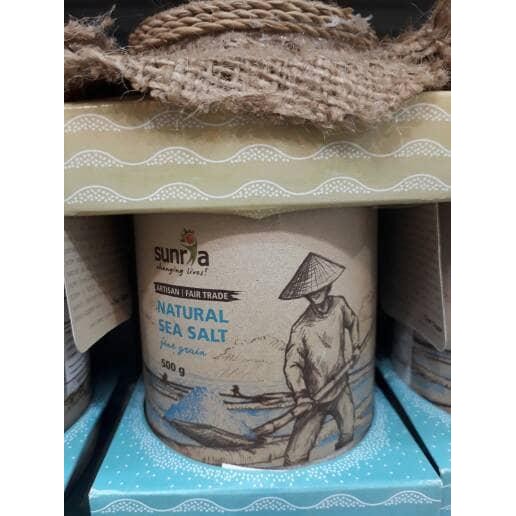 sunria
changing lives!
ARTISAN | FAIR TRADE
NATURAL
SEA SALT
fine grain
500 g